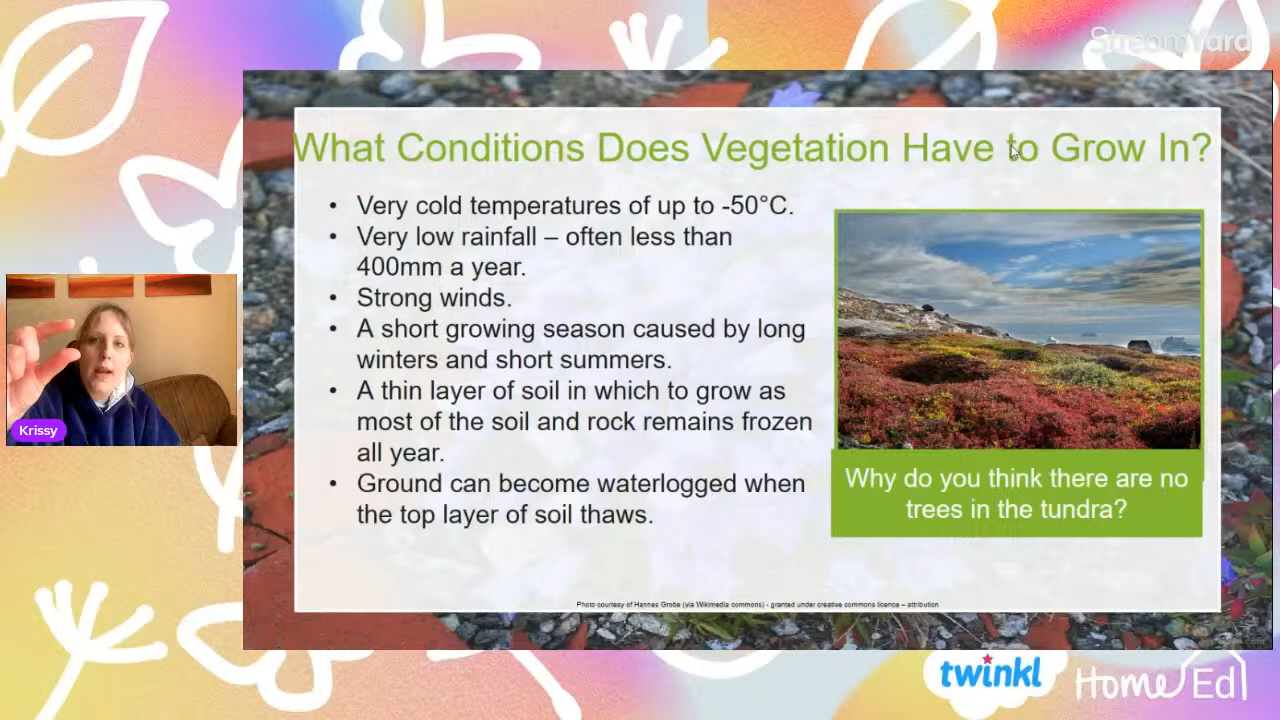 StreamYard
What Conditions Does Vegetation Have to Grow In?
• Very cold temperatures of up to -50°C.
• Very low rainfall – often less than
400mm a year.
• Strong winds.
• A short growing season caused by long
winters and short summers.
• A thin layer of soil in which to grow as
most of the soil and rock remains frozen
all year.
• Ground can become waterlogged when
the top layer of soil thaws.
Why do you think there are no
trees in the tundra?
Photo courtesy of Hannes Grobe (via Wikimedia commons) - granted under creative commons licence – attribution
Krissy
twinkl
Home Ed